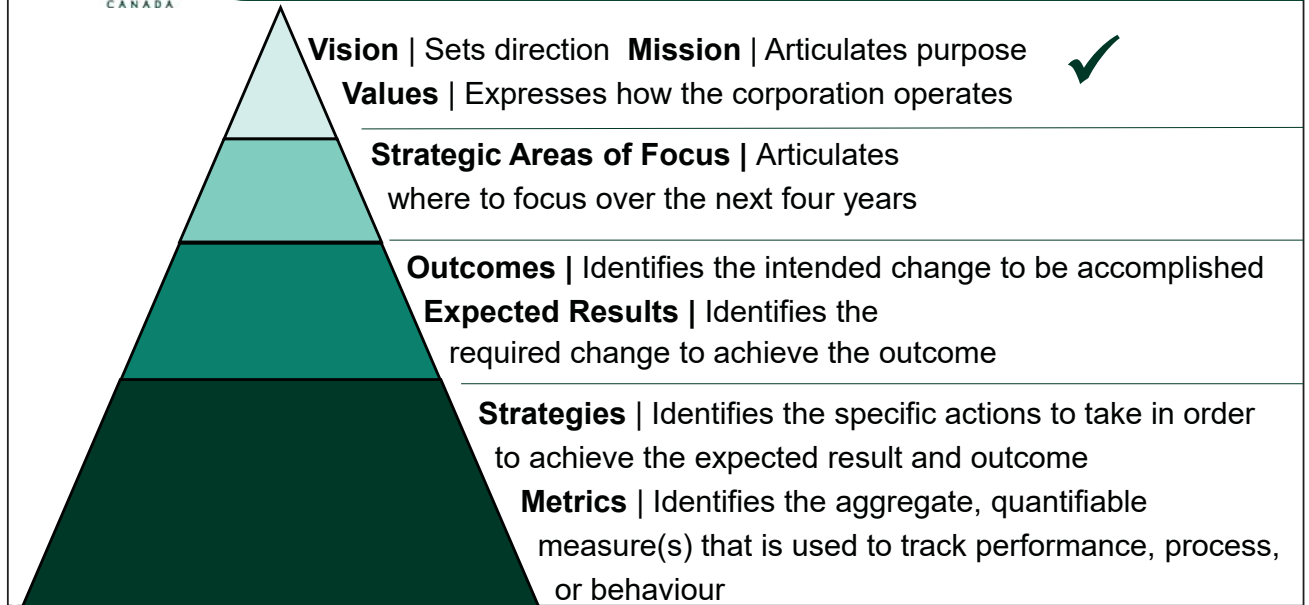 CANADA
Vision | Sets direction Mission | Articulates purpose
Values | Expresses how the corporation operates
Strategic Areas of Focus | Articulates
where to focus over the next four years
Outcomes | Identifies the intended change to be accomplished
Expected Results | Identifies the
required change to achieve the outcome
Strategies | Identifies the specific actions to take in order
to achieve the expected result and outcome
Metrics | Identifies the aggregate, quantifiable
measure(s) that is used to track performance, process,
or behaviour